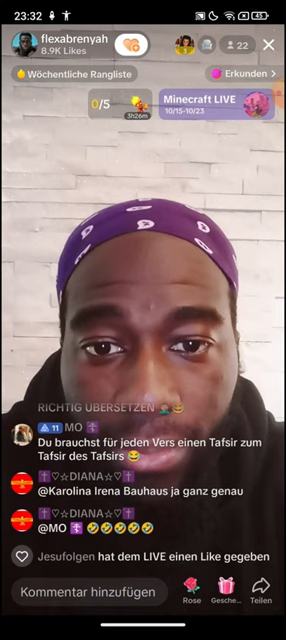 23:32
45
flexabrenyah
8.9K Likes
1
22
Wöchentliche Rangliste
Erkunden >
0/5
3h26m
Minecraft LIVE
10/15-10/23
RICHTIG ÜBERSETZEN
11 MO
Du brauchst für jeden Vers einen Tafsir zum
Tafsir des Tafsirs 😂
✝️♡☆DIANA☆♡✝️
@Karolina Irena Bauhaus ja ganz genau
✝️♡☆DIANA☆♡✝️
@MO ☦️ 🤣🤣🤣🤣🤣
Jesufolgen hat dem LIVE einen Like gegeben
Kommentar hinzufügen
Rose
Gesche...
Teilen